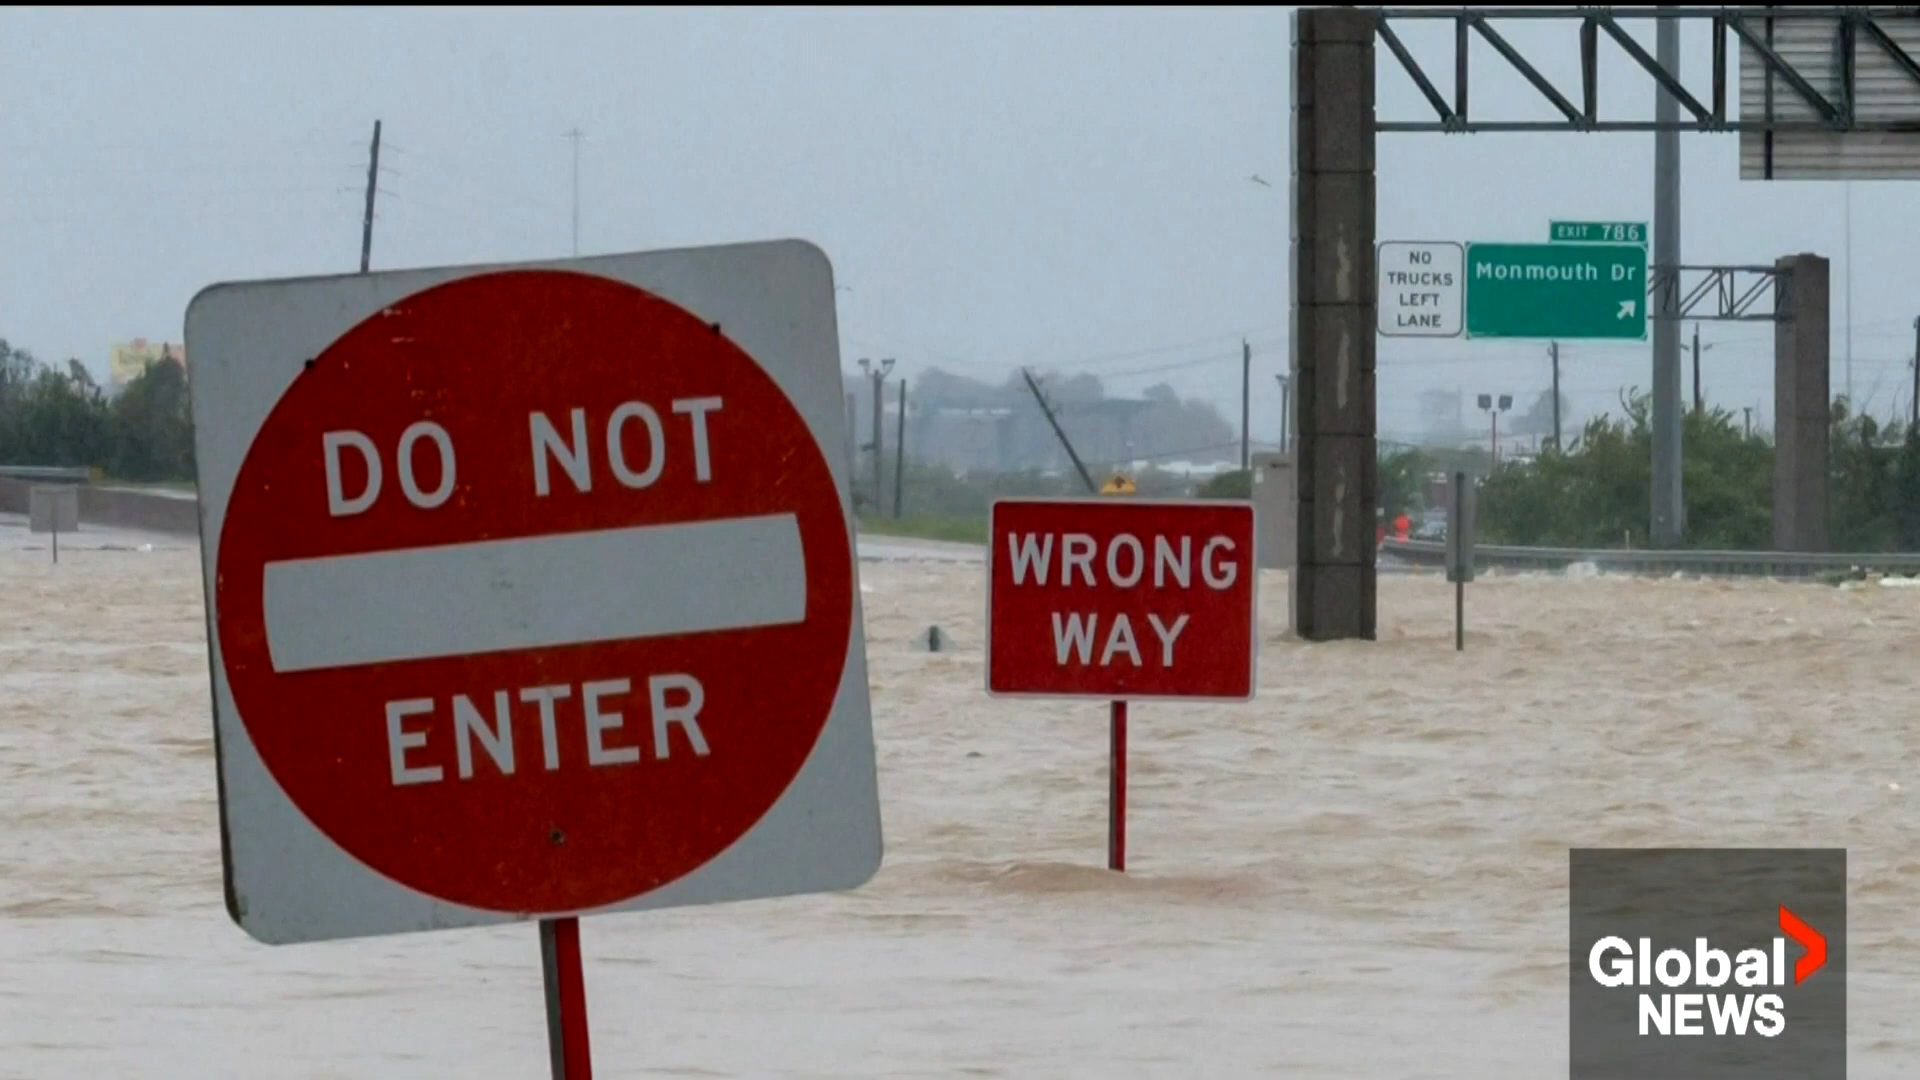 DO NOT
ENTER
WRONG
WAY
NO
TRUCKS
LEFT
LANE
EXIT 786
Monmouth Dr
Global
NEWS